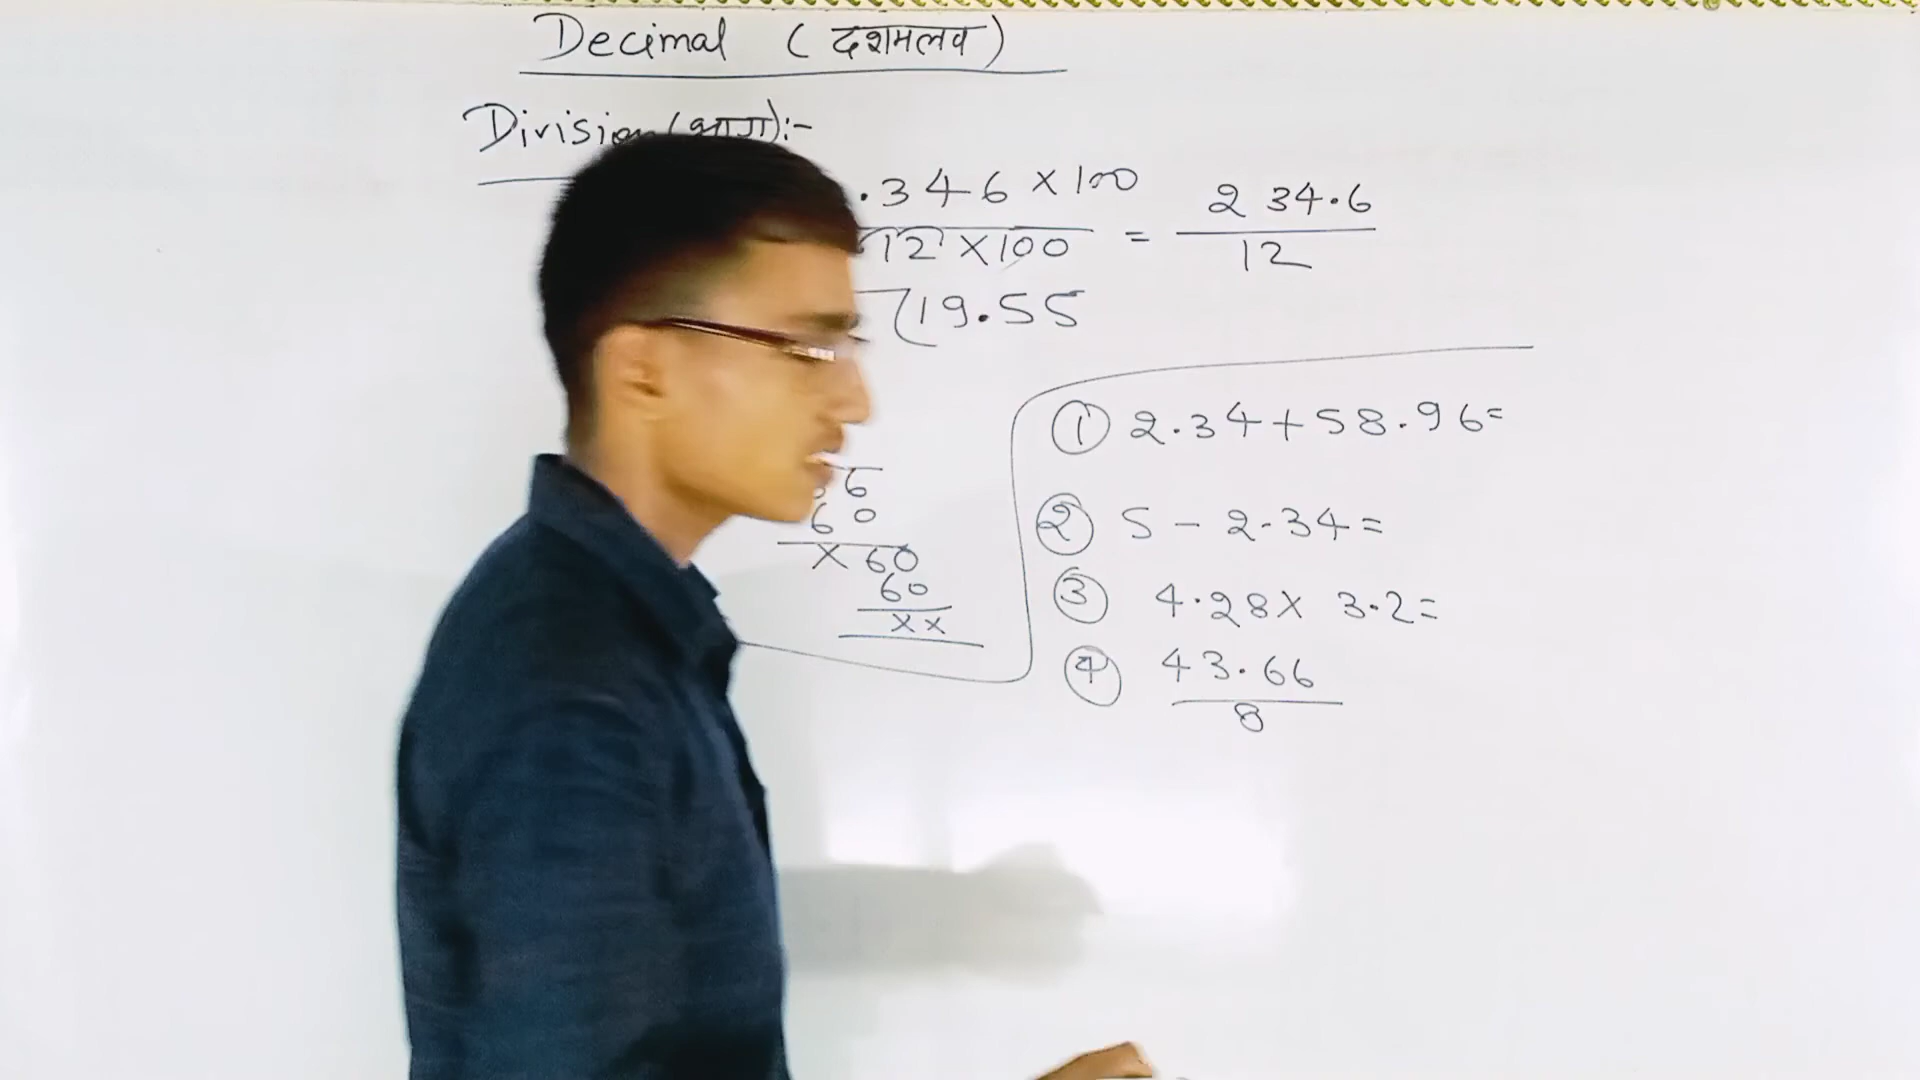 Decimal (दशमलव)
Division (भाग):-
.346 x 100
12 x 100
=
234.6
12
19.55
6
60
x 60
60
x x
① 2.34 + 58.96 =
② 5 - 2.34 =
③ 4.28 x 3.2 =
④ 43.66
8